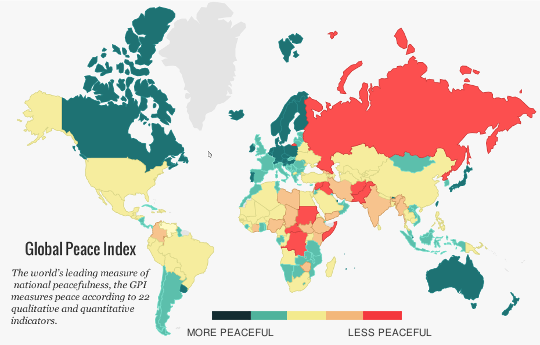 Global Peace Index
The world's leading measure of
national peacefulness, the GPI
measures peace according to 22
qualitative and quantitative
indicators.
MORE PEACEFUL
LESS PEACEFUL